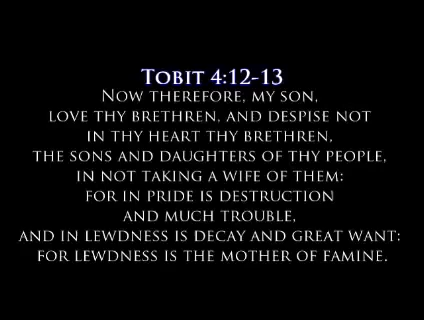 Tobit 4:12-13
Now therefore, my son,
love thy brethren, and despise not
in thy heart thy brethren,
the sons and daughters of thy people,
in not taking a wife of them:
for in pride is destruction
and much trouble,
and in lewdness is decay and great want:
for lewdness is the mother of famine.